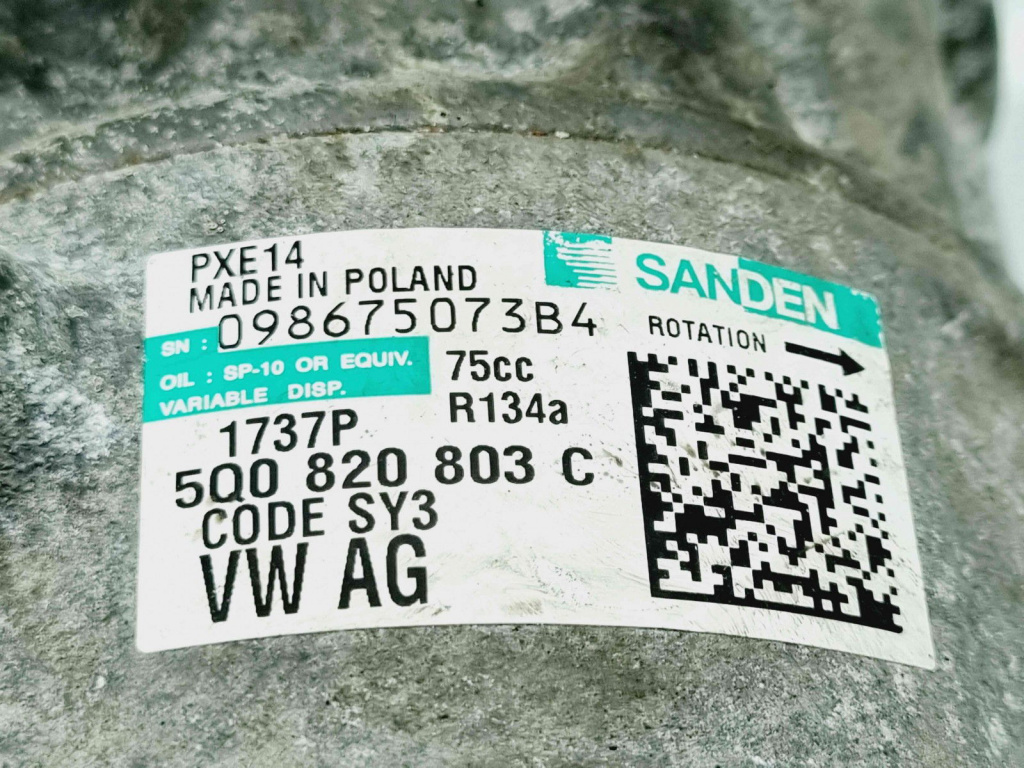 PXE14
MADE IN POLAND
SANDEN
SN : 098675073B4
ROTATION
OIL : SP-10 OR EQUIV.
VARIABLE DISP.
75cc
R134a
1737P
5Q0 820 803 C
CODE SY3
VW AG